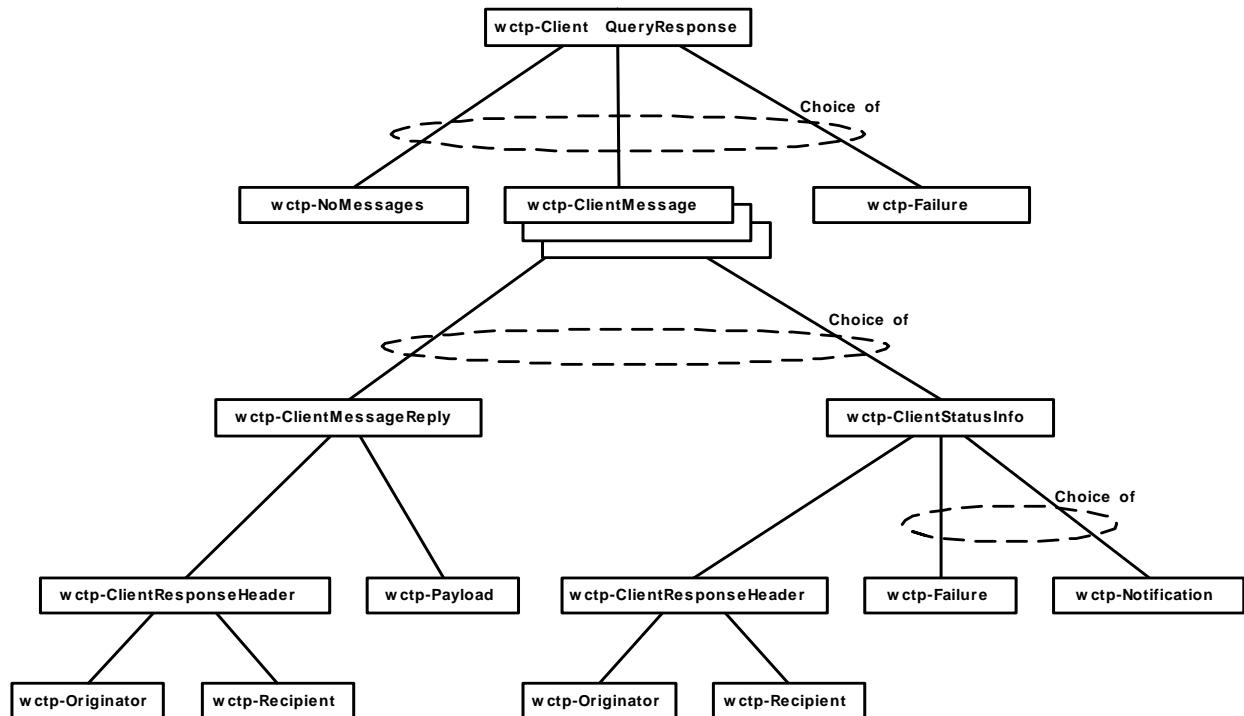 wctp-Client QueryResponse
Choice of
wctp-NoMessages
wctp-ClientMessage
wctp-Failure
Choice of
wctp-ClientMessageReply
wctp-ClientStatusInfo
Choice of
wctp-ClientResponseHeader
wctp-Payload
wctp-ClientResponseHeader
wctp-Failure
wctp-Notification
wctp-Originator
wctp-Recipient
wctp-Originator
wctp-Recipient